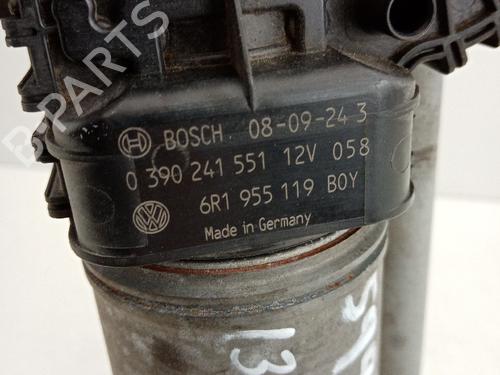 B-PARTS
BOSCH 08-09-24 3
0 390 241 551 12V 058
6R1 955 119 BOY
Made in Germany
13